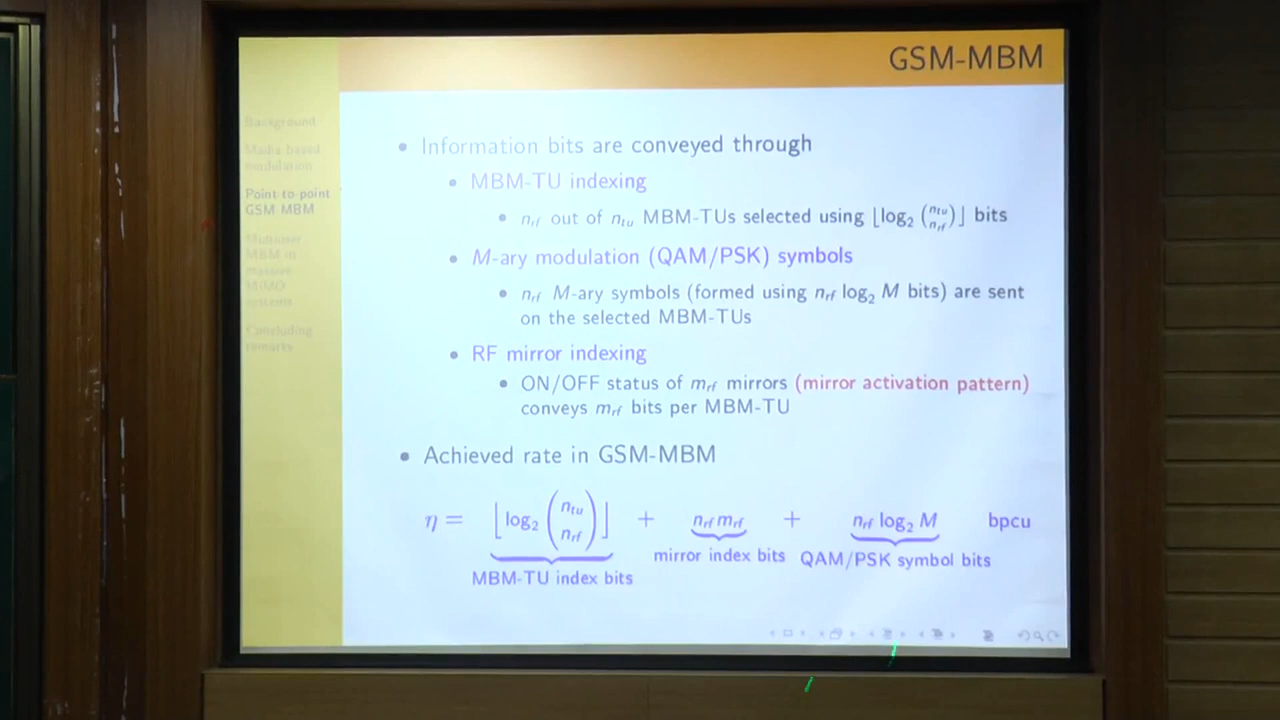 GSM-MBM
Background
Media based
modulation
Point-to-point
GSM-MBM
Multiuser
MBM in
massive
MIMO
systems
Concluding
remarks
• Information bits are conveyed through
• MBM-TU indexing
• n_rf out of n_tu MBM-TUs selected using ⌊log₂ (n_tu n_rf)⌋ bits
• M-ary modulation (QAM/PSK) symbols
• n_rf M-ary symbols (formed using n_rf log₂ M bits) are sent
on the selected MBM-TUs
• RF mirror indexing
• ON/OFF status of m_rf mirrors (mirror activation pattern)
conveys m_rf bits per MBM-TU
• Achieved rate in GSM-MBM
η = ⌊log₂ (n_tu n_rf)⌋ + n_rf m_rf + n_rf log₂ M bpcu
mirror index bits QAM/PSK symbol bits
MBM-TU index bits